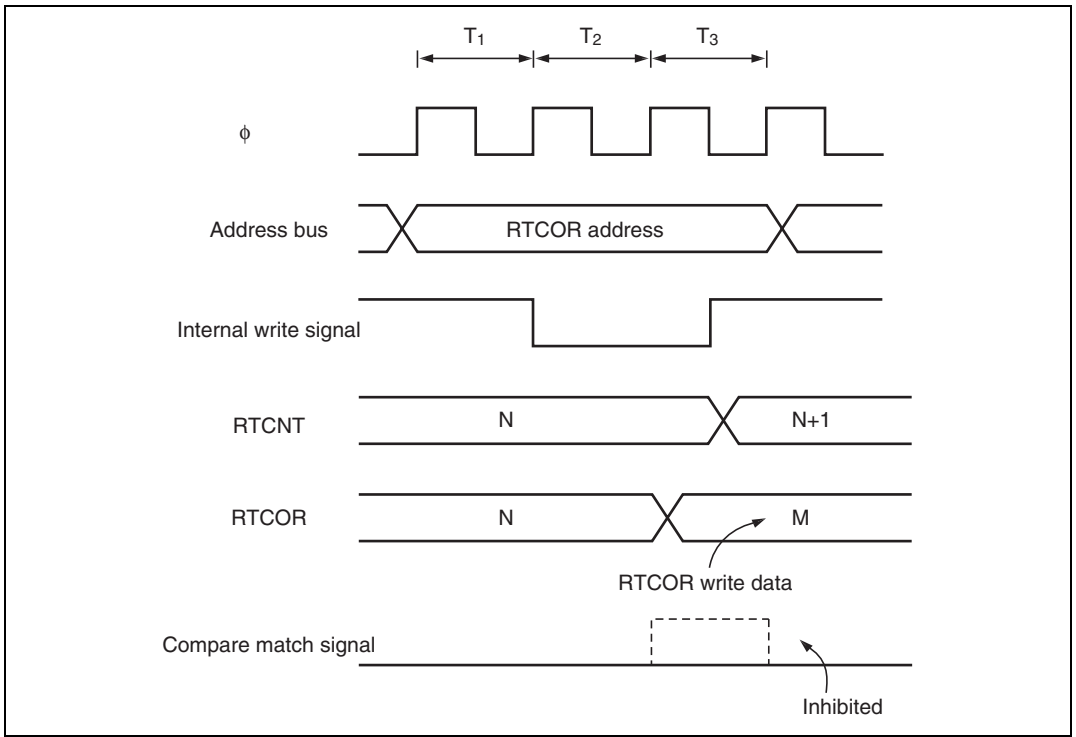 T1 T2 T3
φ
Address bus RTCOR address
Internal write signal
RTCNT N N+1
RTCOR N M
RTCOR write data
Compare match signal
Inhibited